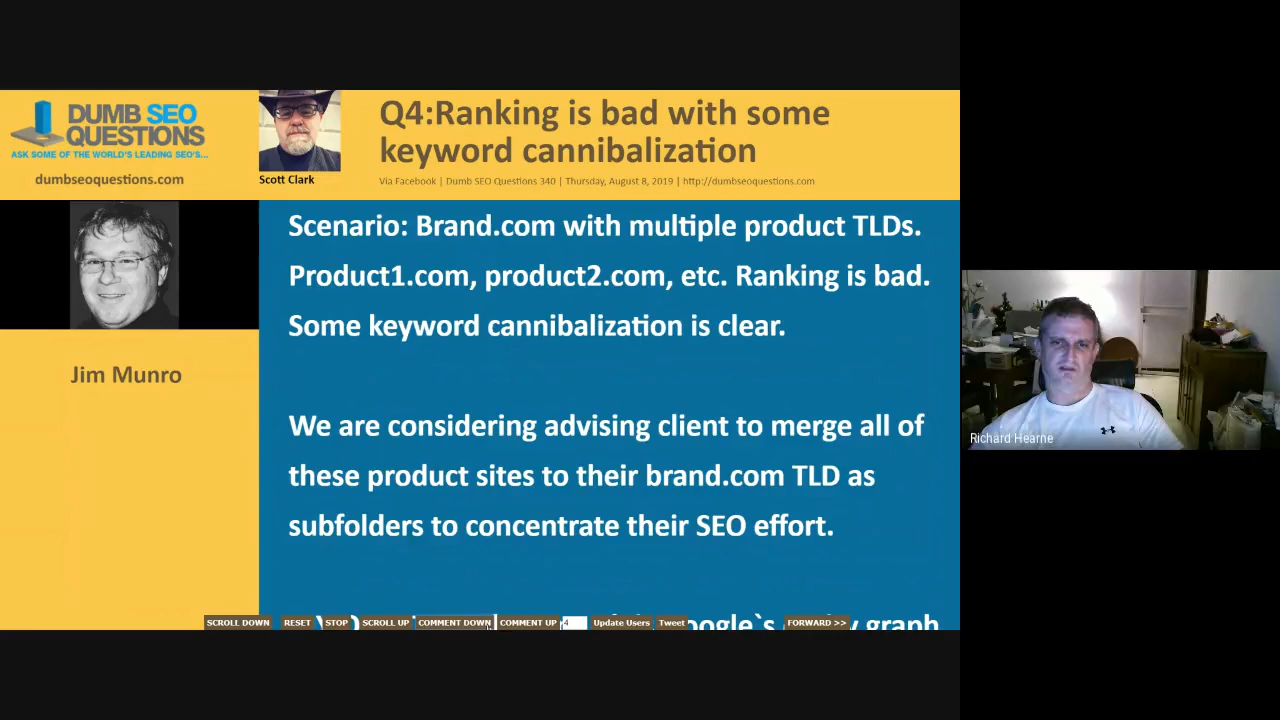 DUMB SEO
QUESTIONS
ASK SOME OF THE WORLD'S LEADING SEO'S...
dumbseoquestions.com
Scott Clark
Q4:Ranking is bad with some
keyword cannibalization
Via Facebook | Dumb SEO Questions 340 | Thursday, August 8, 2019 | http://dumbseoquestions.com
Jim Munro
Scenario: Brand.com with multiple product TLDs.
Product1.com, product2.com, etc. Ranking is bad.
Some keyword cannibalization is clear.
We are considering advising client to merge all of
these product sites to their brand.com TLD as
subfolders to concentrate their SEO effort.
graph
SCROLL DOWN RESET STOP SCROLL UP COMMENT DOWN COMMENT UP 4 Update Users Tweet FORWARD >>
Richard Hearne